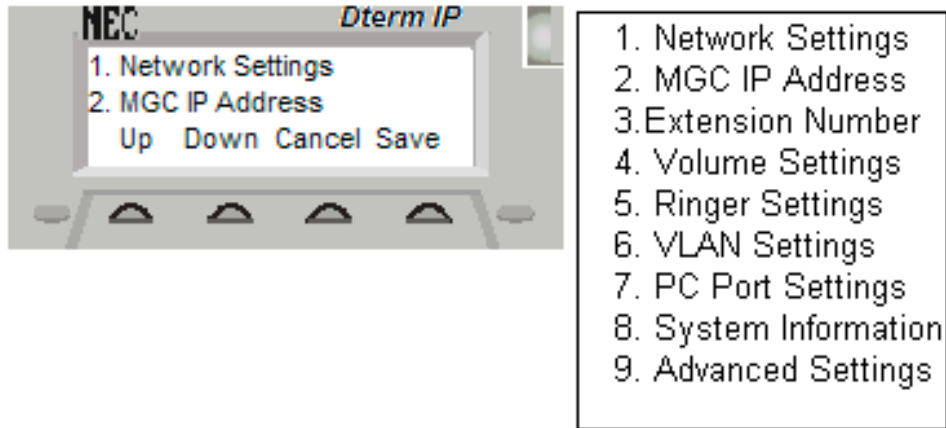 NEC Dterm IP
1. Network Settings
2. MGC IP Address
Up Down Cancel Save
1. Network Settings
2. MGC IP Address
3.Extension Number
4. Volume Settings
5. Ringer Settings
6. VLAN Settings
7. PC Port Settings
8. System Information
9. Advanced Settings